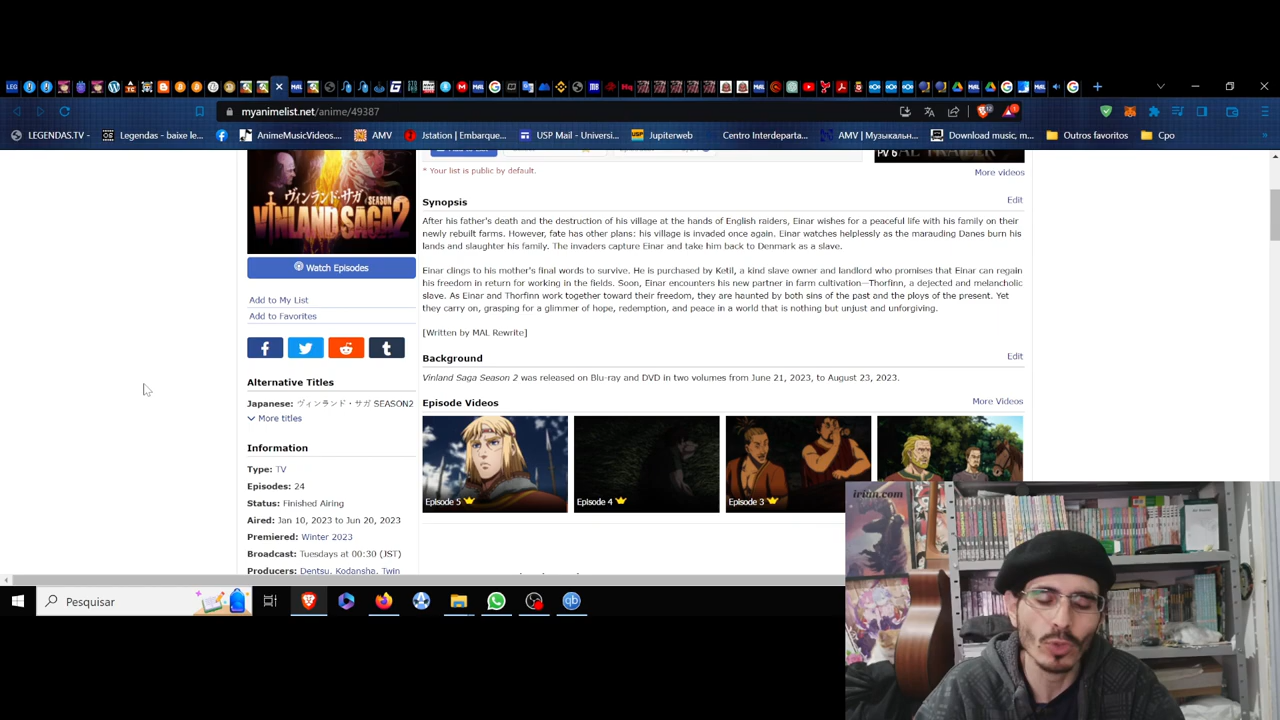 LEG
MAL
myanimelist.net/anime/49387
LEGENDAS.TV -
Legendas - baixe le...
AnimeMusicVideos....
AMV
Jstation | Embarque...
USP Mail - Universi...
Jupiterweb
Centro Interdeparta...
AMV | Музыкальн...
Download music, m...
Outros favoritos
Cpo
PV 6
* Your list is public by default.
More videos
ヴィンランド・サガ SEASON
VINLAND SAGA 2
Synopsis
Edit
After his father's death and the destruction of his village at the hands of English raiders, Einar wishes for a peaceful life with his family on their
newly rebuilt farms. However, fate has other plans: his village is invaded once again. Einar watches helplessly as the marauding Danes burn his
lands and slaughter his family. The invaders capture Einar and take him back to Denmark as a slave.
Einar clings to his mother's final words to survive. He is purchased by Ketil, a kind slave owner and landlord who promises that Einar can regain
his freedom in return for working in the fields. Soon, Einar encounters his new partner in farm cultivation—Thorfinn, a dejected and melancholic
slave. As Einar and Thorfinn work together toward their freedom, they are haunted by both sins of the past and the ploys of the present. Yet
they carry on, grasping for a glimmer of hope, redemption, and peace in a world that is nothing but unjust and unforgiving.
[Written by MAL Rewrite]
Watch Episodes
Add to My List
Add to Favorites
Background
Edit
Vinland Saga Season 2 was released on Blu-ray and DVD in two volumes from June 21, 2023, to August 23, 2023.
Alternative Titles
Japanese: ヴィンランド・サガ SEASON2
More titles
Episode Videos
More Videos
Episode 5
Episode 4
Episode 3
Information
Type: TV
Episodes: 24
Status: Finished Airing
Aired: Jan 10, 2023 to Jun 20, 2023
Premiered: Winter 2023
Broadcast: Tuesdays at 00:30 (JST)
Producers: Dentsu, Kodansha, Twin
Pesquisar